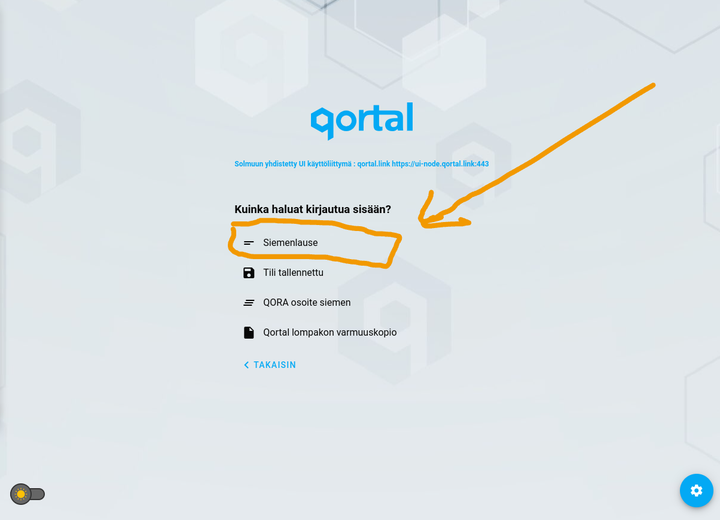 qortal
Solmuun yhdistetty UI käyttöliittymä : qortal.link https://ui-node.qortal.link:443
Kuinka haluat kirjautua sisään?
Siemenlause
Tili tallennettu
QORA osoite siemen
Qortal lompakon varmuuskopio
TAKAISIN